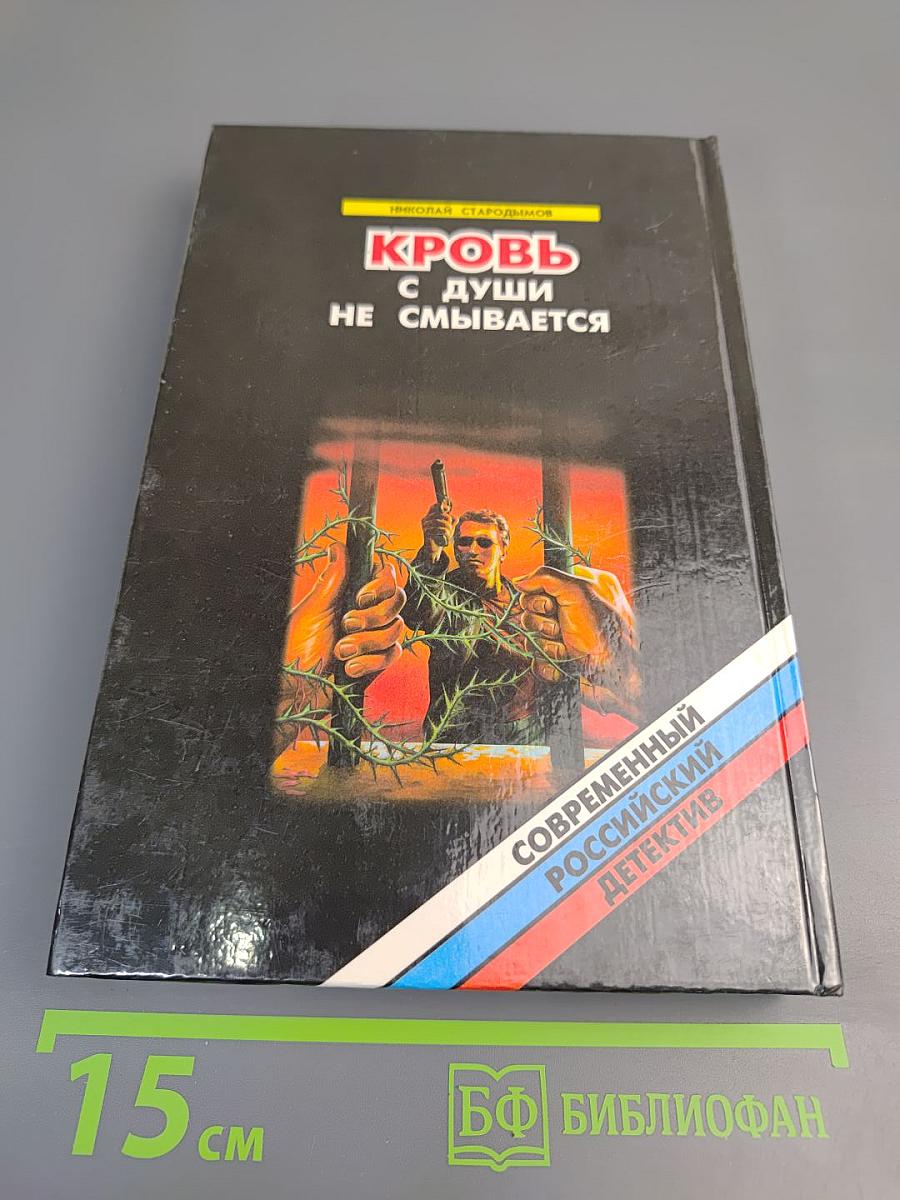 НИКОЛАЙ СТАРОДЫМОВ
КРОВЬ
С ДУШИ
НЕ СМЫВАЕТСЯ
СОВРЕМЕННЫЙ
РОССИЙСКИЙ
ДЕТЕКТИВ
15 см
БФ БИБЛИОФАН